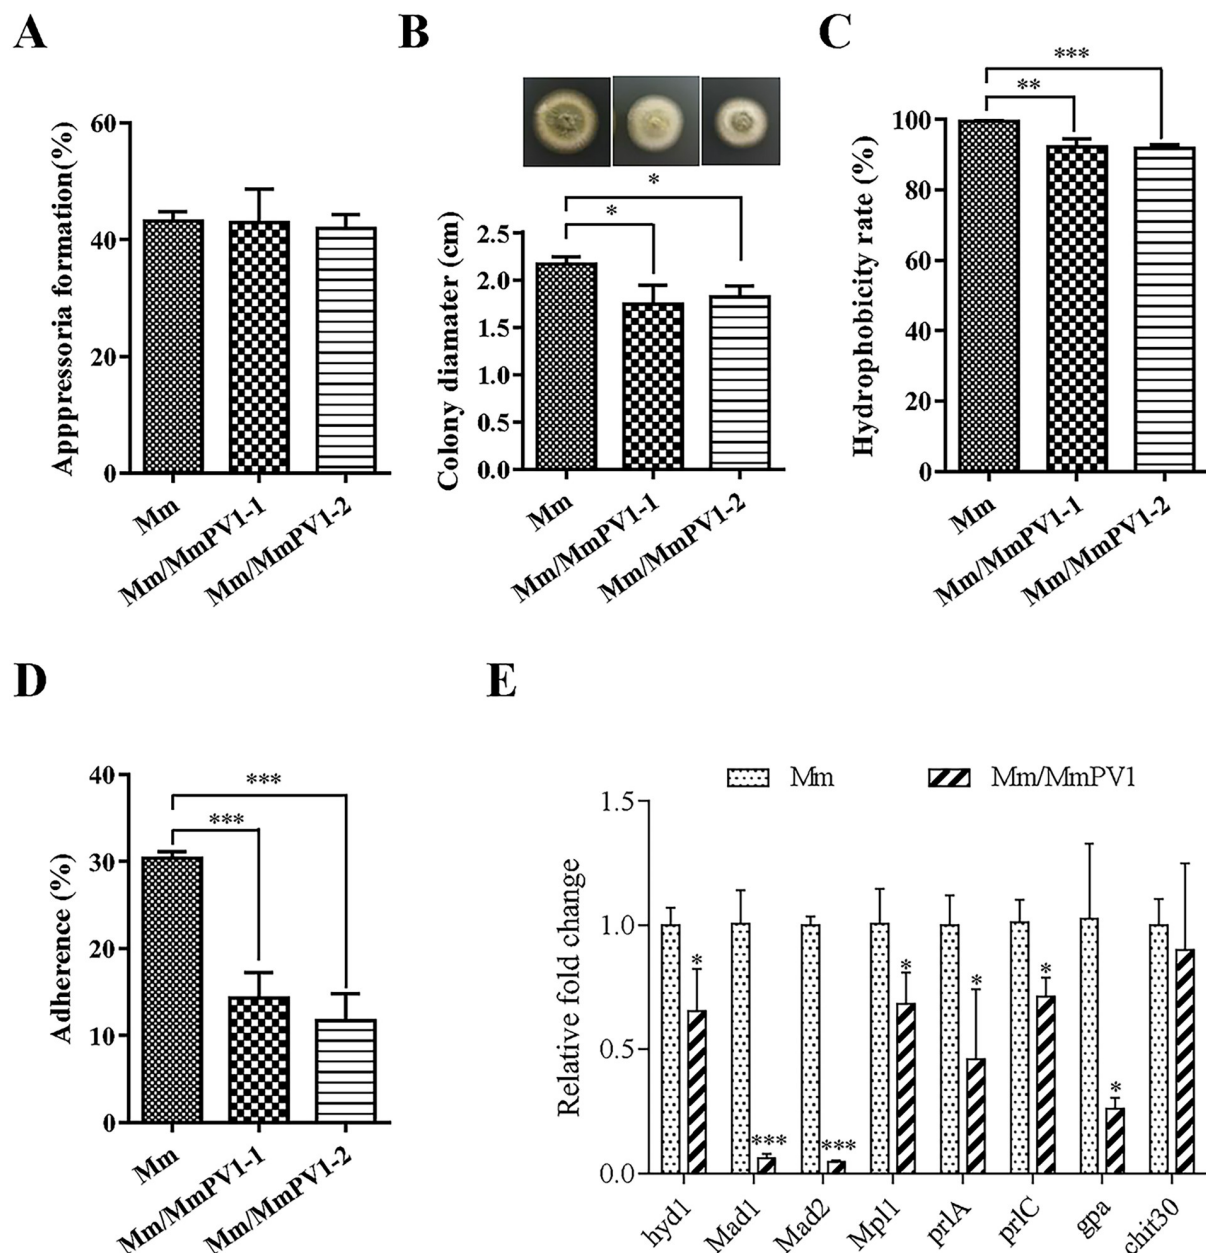 A
Apppressoria formation(%)
60
40
20
0
Mm
Mm/MmPV1-1
Mm/MmPV1-2
B
*
*
Colony diamater (cm)
2.5
2.0
1.5
1.0
0.5
0.0
Mm
Mm/MmPV1-1
Mm/MmPV1-2
C
***
**
Hydrophobicity rate (%)
100
80
60
40
20
0
Mm
Mm/MmPV1-1
Mm/MmPV1-2
D
***
***
Adherence (%)
40
30
20
10
0
Mm
Mm/MmPV1-1
Mm/MmPV1-2
E
Mm
Mm/MmPV1
Relative fold change
1.5
1.0
0.5
0.0
* *** *** * * * *
hyd1
Mad1
Mad2
Mpl1
prlA
prlC
gpa
chit30